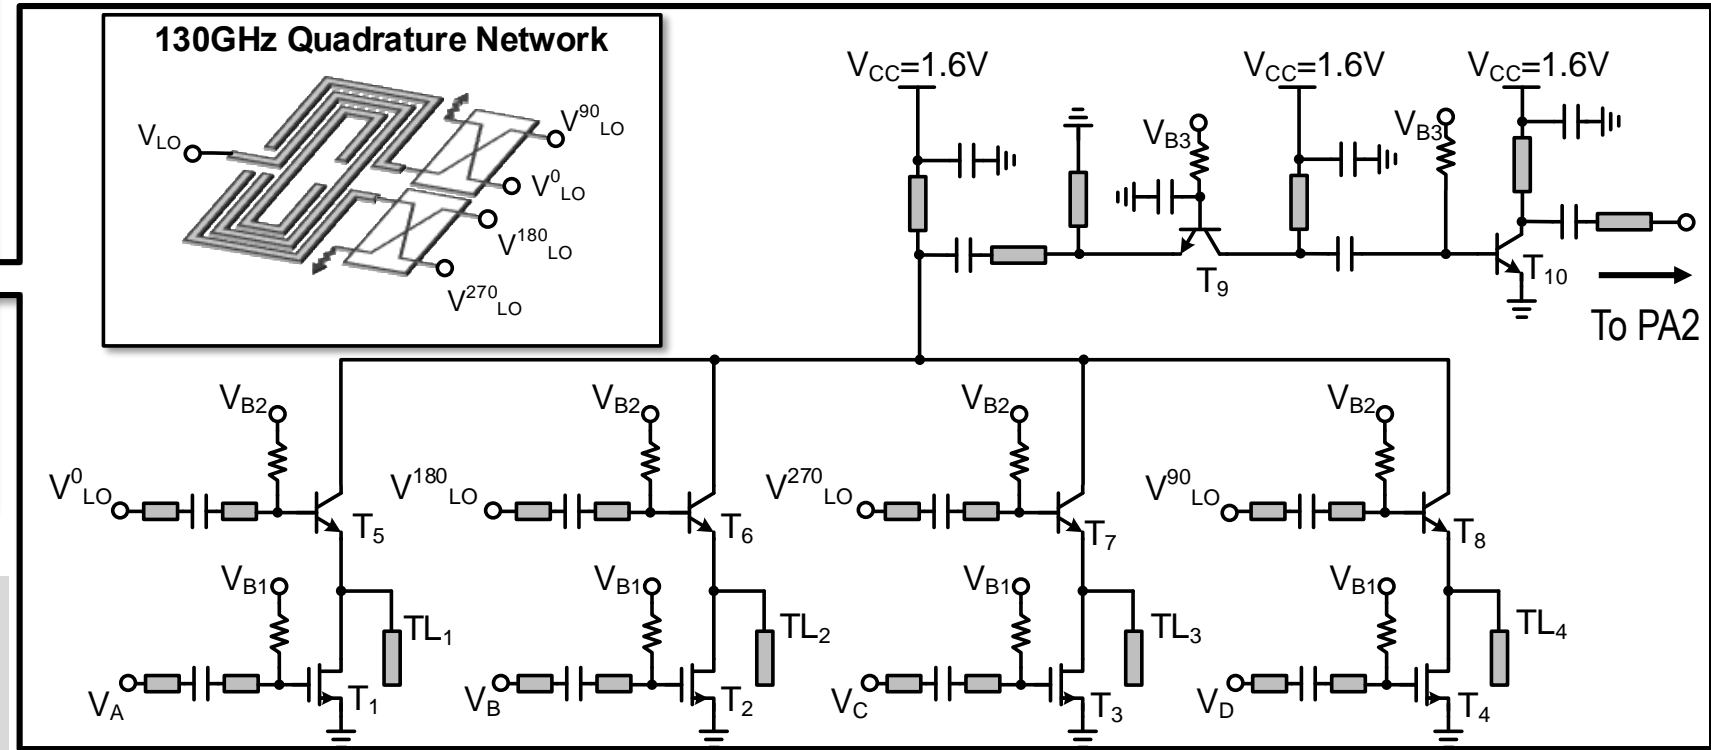 130GHz Quadrature Network
V_LO
V^90_LO
V^0_LO
V^180_LO
V^270_LO
V_CC=1.6V
V_CC=1.6V
V_CC=1.6V
V_B3
V_B3
T_9
T_10
To PA2
V_B2
V_B2
V_B2
V_B2
V^0_LO
V^180_LO
V^270_LO
V^90_LO
T_5
T_6
T_7
T_8
V_B1
V_B1
V_B1
V_B1
TL_1
TL_2
TL_3
TL_4
V_A
V_B
V_C
V_D
T_1
T_2
T_3
T_4